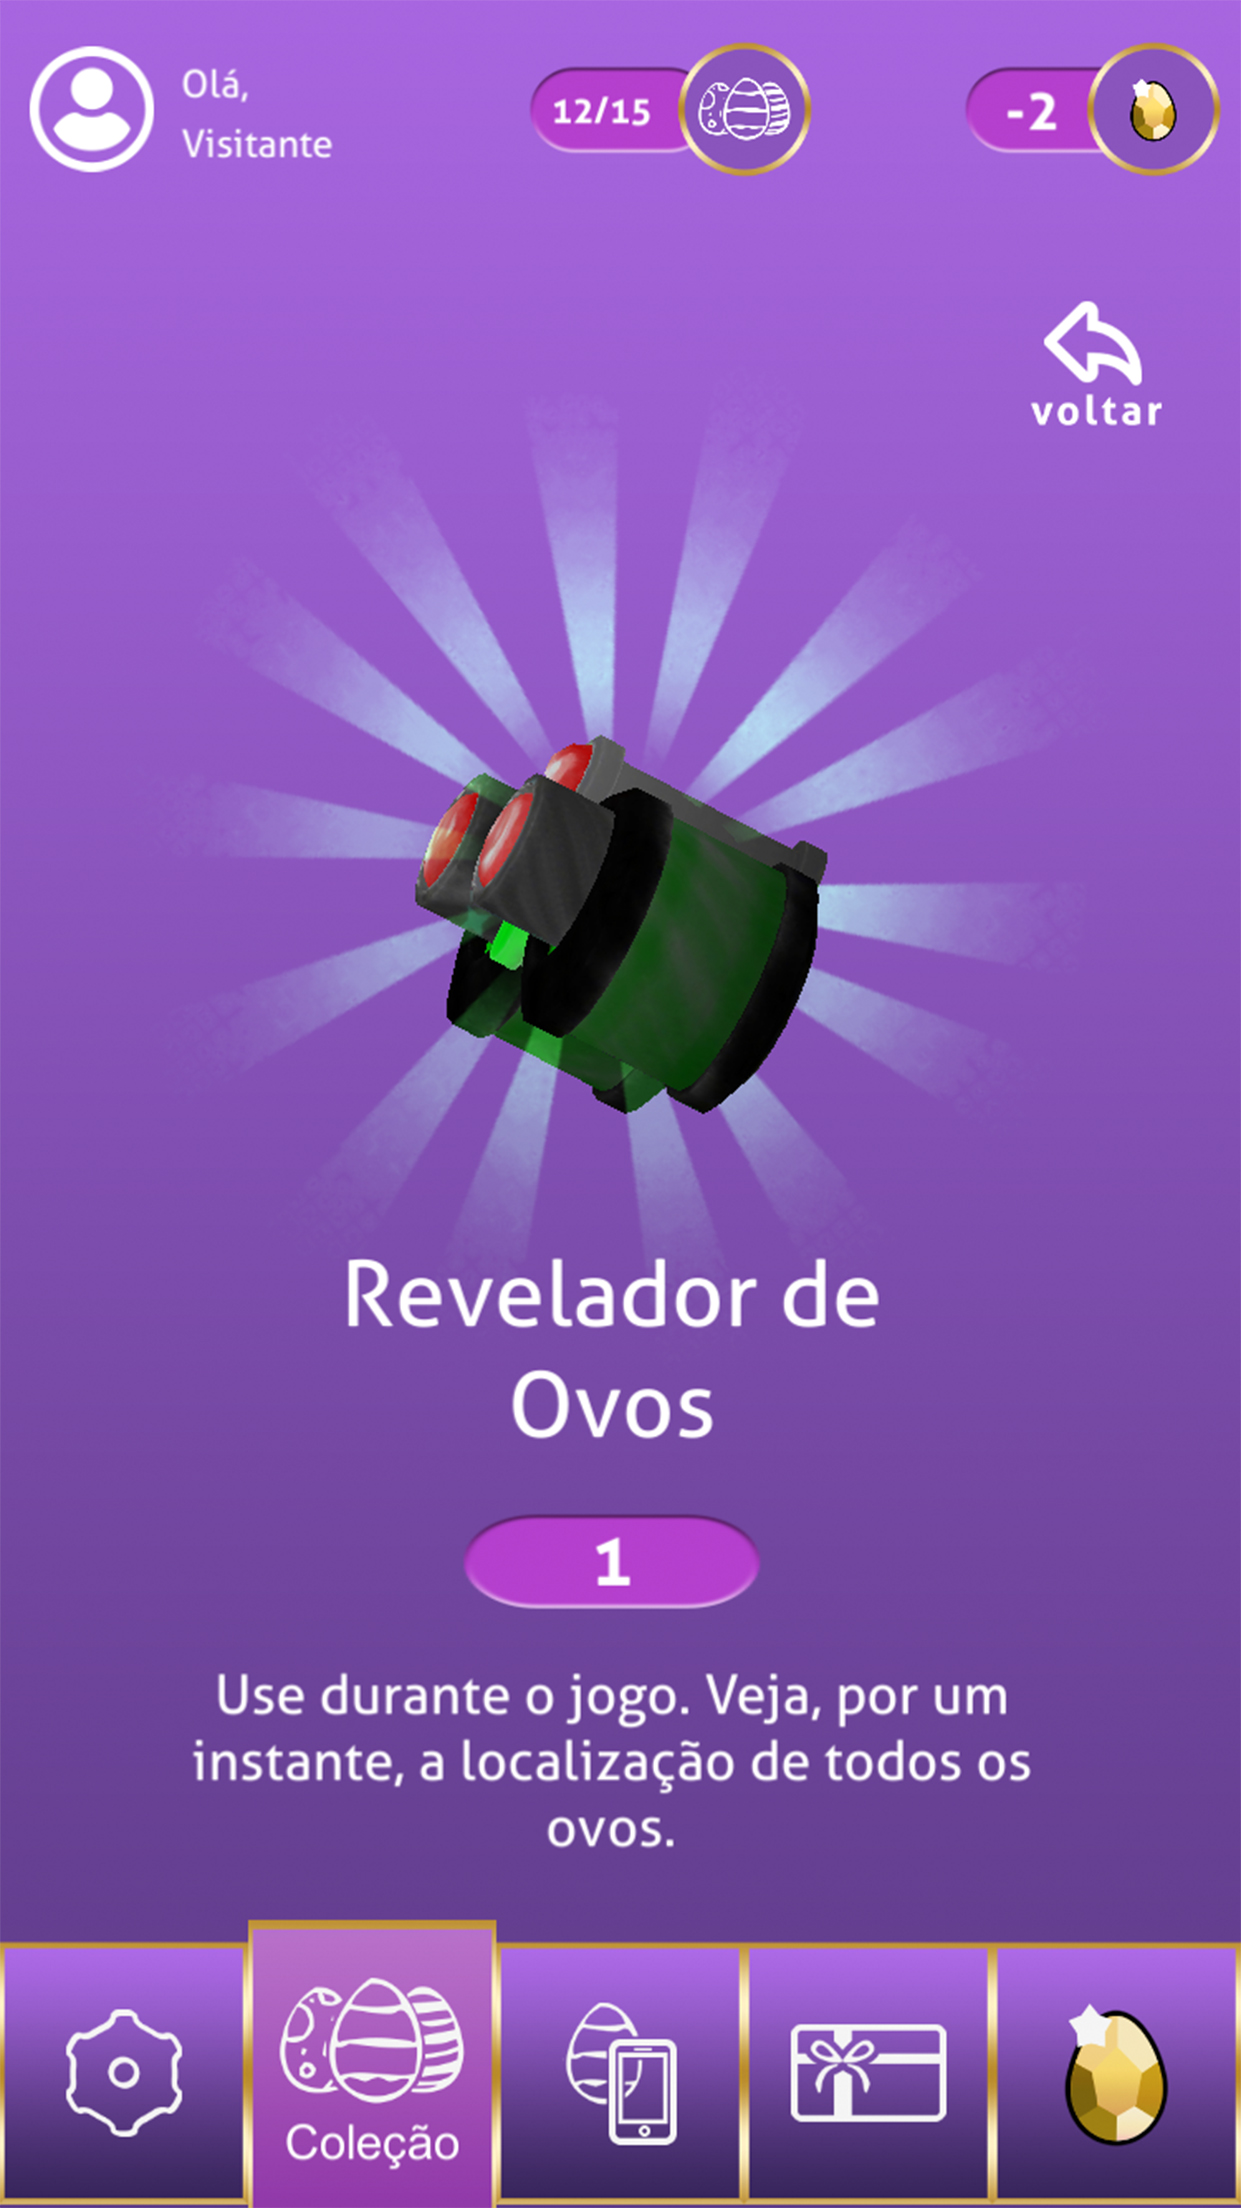 Olá,
Visitante
12/15
-2
voltar
Revelador de
Ovos
1
Use durante o jogo. Veja, por um
instante, a localização de todos os
ovos.
Coleção